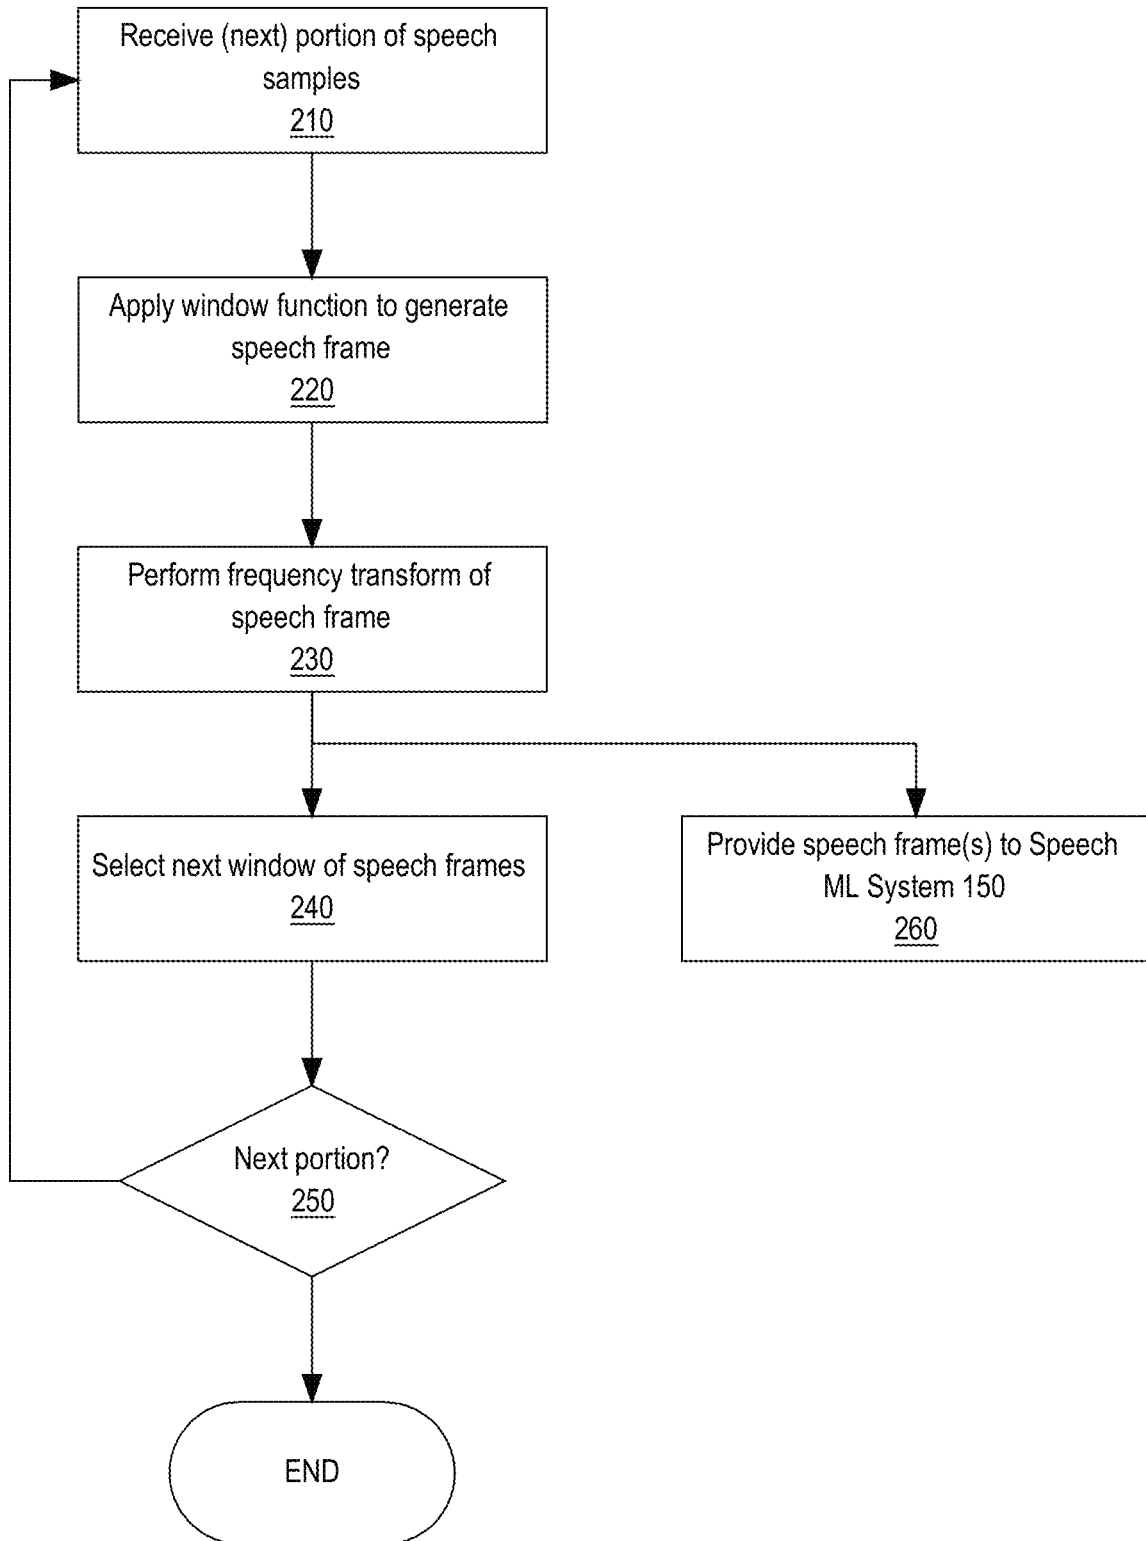 Receive (next) portion of speech
samples
210
Apply window function to generate
speech frame
220
Perform frequency transform of
speech frame
230
Select next window of speech frames
240
Provide speech frame(s) to Speech
ML System 150
260
Next portion?
250
END